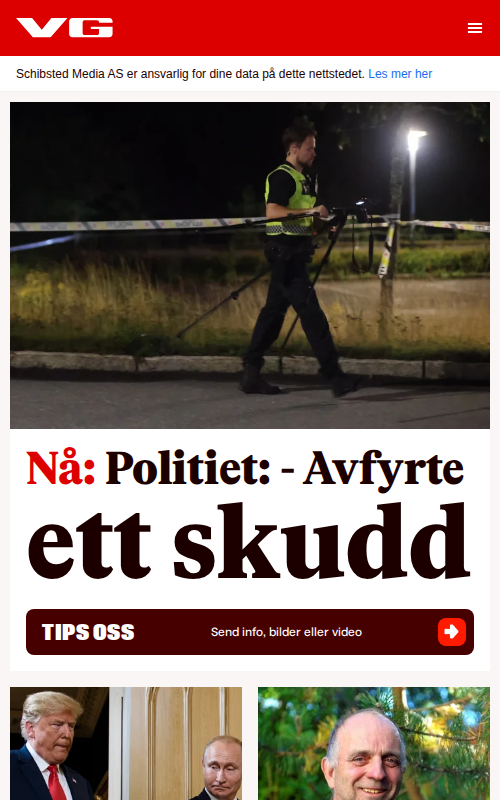 VG
Schibsted Media AS er ansvarlig for dine data på dette nettstedet. Les mer her
Nå: Politiet: - Avfyrte
ett skudd
TIPS OSS
Send info, bilder eller video